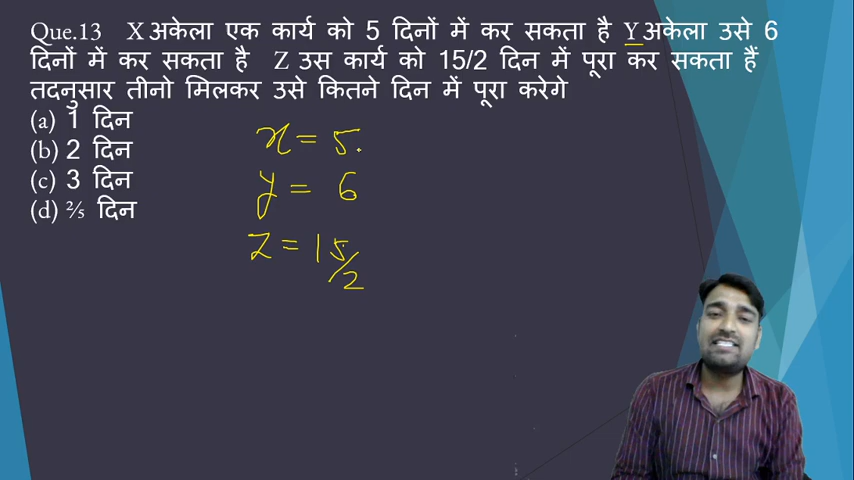 Que.13 X अकेला एक कार्य को 5 दिनों में कर सकता है Y अकेला उसे 6
दिनों में कर सकता है Z उस कार्य को 15/2 दिन में पूरा कर सकता हैं
तदनुसार तीनो मिलकर उसे कितने दिन में पूरा करेगे
(a) 1 दिन
(b) 2 दिन
(c) 3 दिन
(d) ⅖ दिन
x = 5.
y = 6
z = 15/2